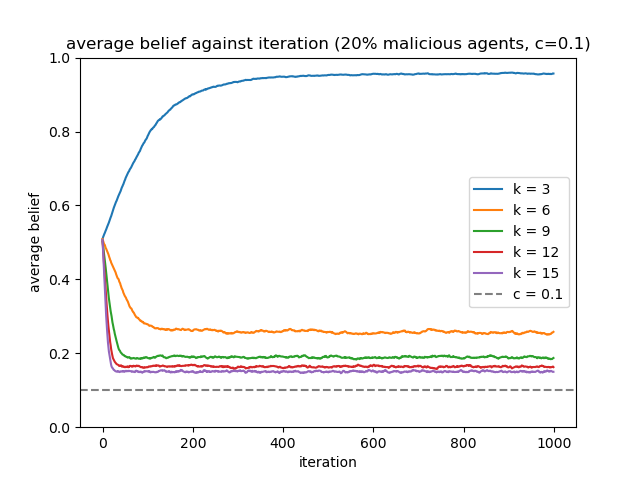 average belief against iteration (20% malicious agents, c=0.1)
1.0
0.8
0.6
0.4
0.2
0.0
average belief
k = 3
k = 6
k = 9
k = 12
k = 15
c = 0.1
0 200 400 600 800 1000
iteration